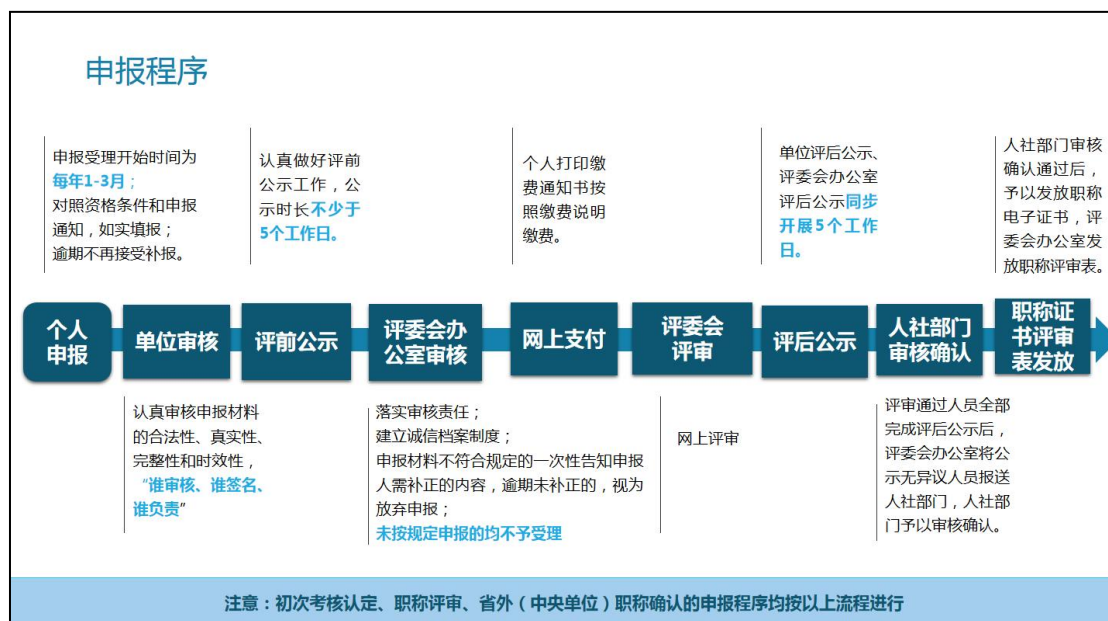 申报程序
申报受理开始时间为
每年1-3月；
对照资格条件和申报
通知，如实填报；
逾期不再接受补报。
认真做好评前
公示工作，公
示时长不少于
5个工作日。
个人打印缴
费通知书按
照缴费说明
缴费。
单位评后公示、
评委会办公室
评后公示同步
开展5个工作
日。
人社部门审核
确认通过后，
予以发放职称
电子证书，评
委会办公室发
放职称评审表。
个人
申报
单位审核
评前公示
评委会办
公室审核
网上支付
评委会
评审
评后公示
人社部门
审核确认
职称证
书评审
表发放
认真审核申报材料
的合法性、真实性、
完整性和时效性，
“谁审核、谁签名、
谁负责”
落实审核责任；
建立诚信档案制度；
申报材料不符合规定的一次性告知申报
人需补正的内容，逾期未补正的，视为
放弃申报；
未按规定申报的均不予受理
网上评审
评审通过人员全部
完成评后公示后，
评委会办公室将公
示无异议人员报送
人社部门，人社部
门予以审核确认。
注意：初次考核认定、职称评审、省外（中央单位）职称确认的申报程序均按以上流程进行